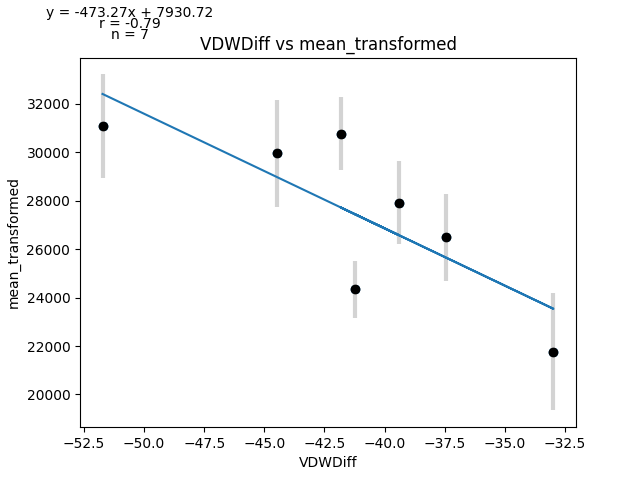 y = -473.27x + 7930.72
r = -0.79
n = 7
VDWDiff vs mean_transformed
mean_transformed
32000
30000
28000
26000
24000
22000
20000
−52.5 −50.0 −47.5 −45.0 −42.5 −40.0 −37.5 −35.0 −32.5
VDWDiff